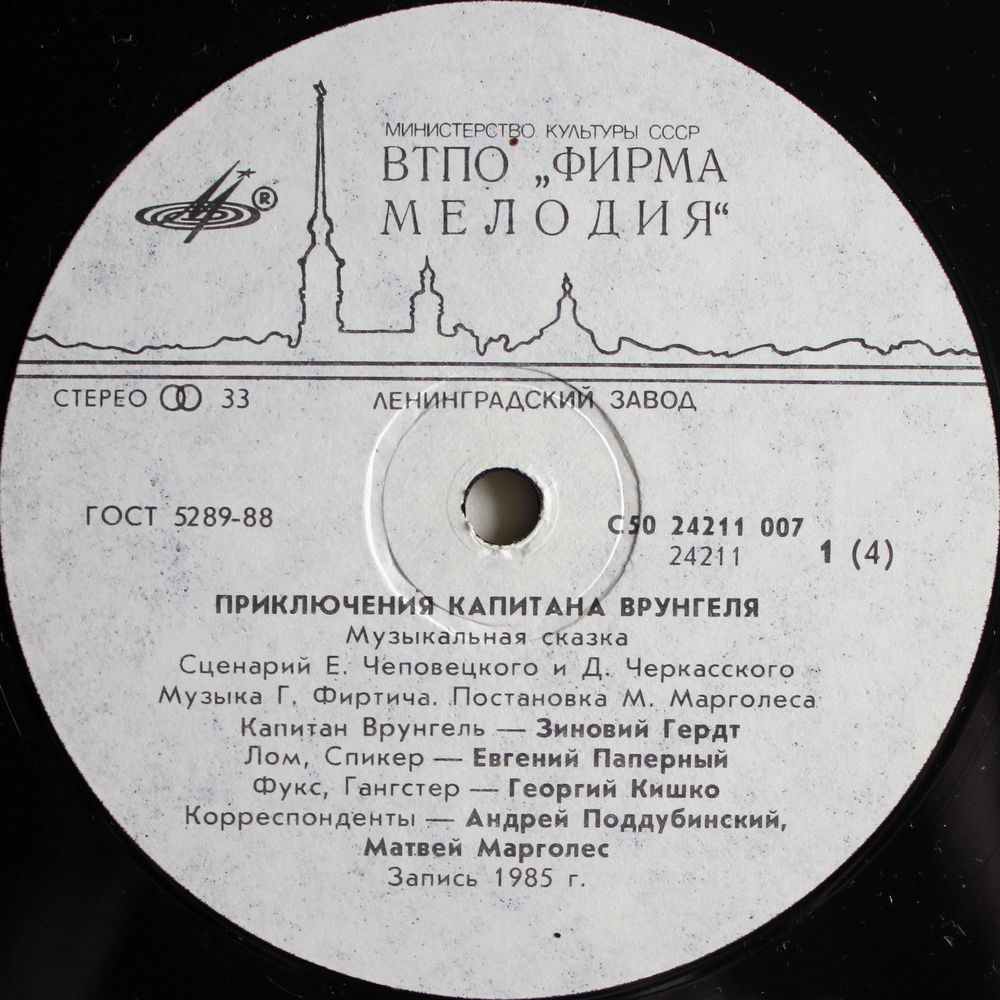 МИНИСТЕРСТВО КУЛЬТУРЫ СССР
ВТПО „ФИРМА
МЕЛОДИЯ“
®
СТЕРЕО 33 ЛЕНИНГРАДСКИЙ ЗАВОД
ГОСТ 5289-88
С50 24211 007
24211 1 (4)
ПРИКЛЮЧЕНИЯ КАПИТАНА ВРУНГЕЛЯ
Музыкальная сказка
Сценарий Е. Чеповецкого и Д. Черкасского
Музыка Г. Фиртича. Постановка М. Марголеса
Капитан Врунгель — Зиновий Гердт
Лом, Спикер — Евгений Паперный
Фукс, Гангстер — Георгий Кишко
Корреспонденты — Андрей Поддубинский,
Матвей Марголес
Запись 1985 г.